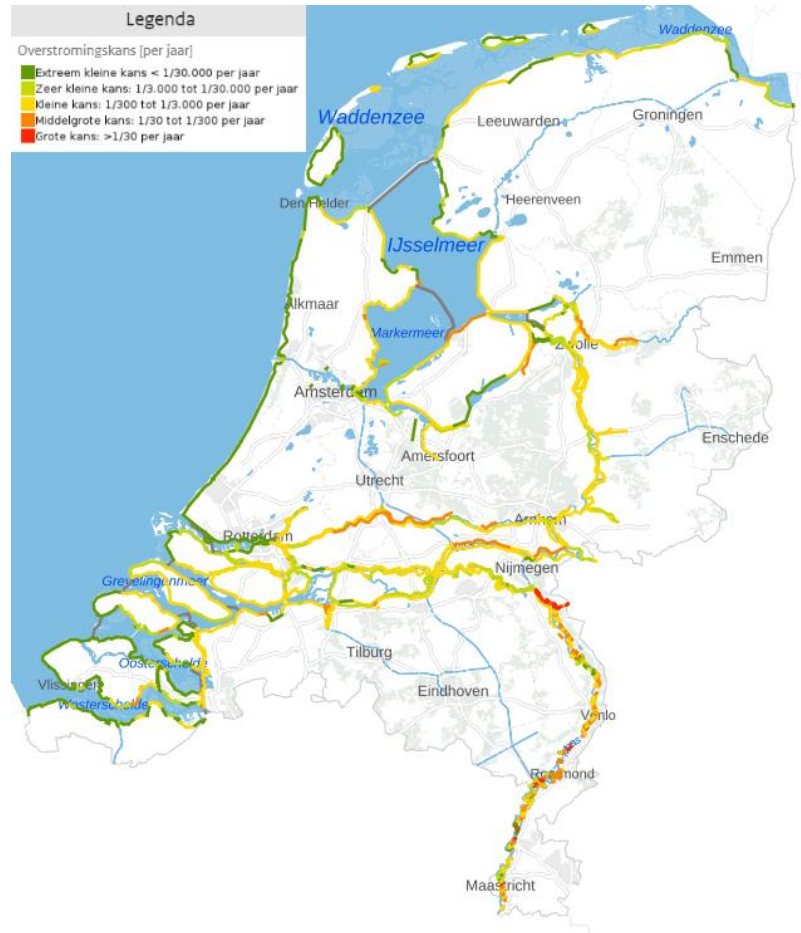 Legenda
Overstromingskans [per jaar]
Extreem kleine kans < 1/30.000 per jaar
Zeer kleine kans: 1/3.000 tot 1/30.000 per jaar
Kleine kans: 1/300 tot 1/3.000 per jaar
Middelgrote kans: 1/30 tot 1/300 per jaar
Grote kans: >1/30 per jaar
Waddenzee
Waddenzee
Leeuwarden
Groningen
Den Helder
Heerenveen
IJsselmeer
Emmen
Alkmaar
Markermeer
Zwolle
Amsterdam
Enschede
Amersfoort
Utrecht
Arnhem
Rotterdam
Nijmegen
Grevelingenmeer
Tilburg
Oosterschelde
Vlissingen
Eindhoven
Westerschelde
Venlo
Maas
Roermond
Maastricht